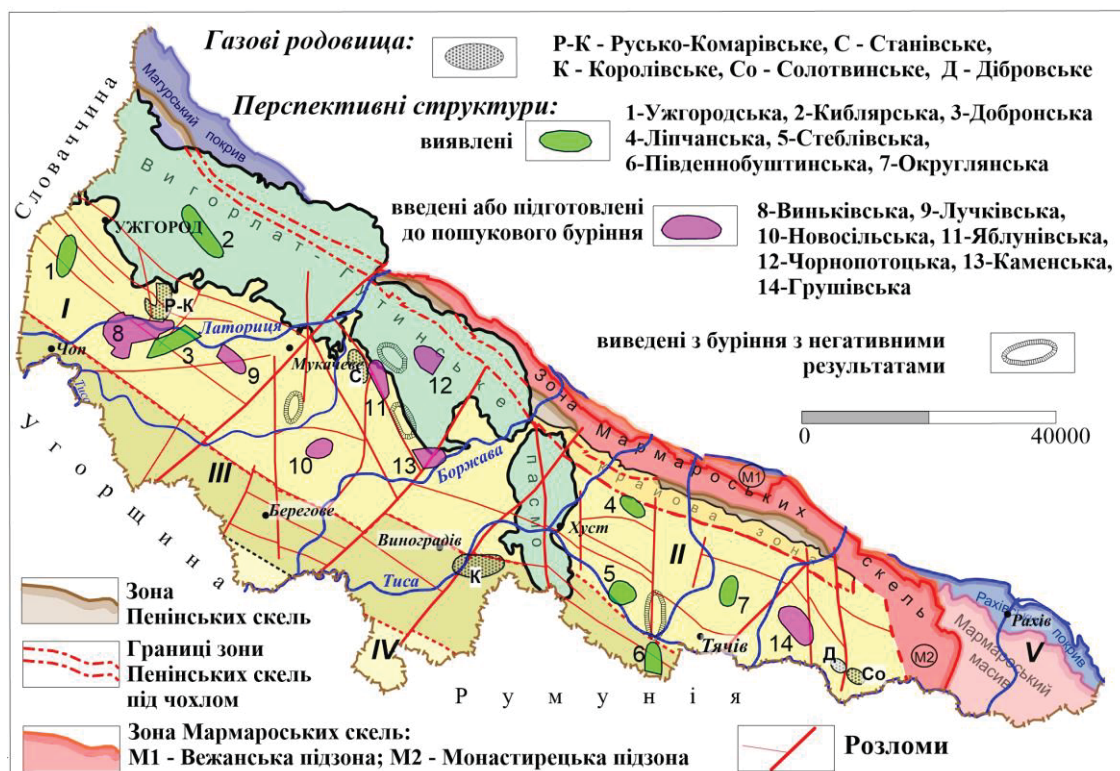 Газові родовища:
Р-К - Русько-Комарівське, С - Станівське,
К - Королівське, Со - Солотвинське, Д - Дібровське
Перспективні структури:
виявлені
1-Ужгородська, 2-Киблярська, 3-Добронська
4-Ліпчанська, 5-Стеблівська,
6-Південнобуштинська, 7-Округлянська
введені або підготовлені
до пошукового буріння
8-Виньківська, 9-Лучківська,
10-Новосільська, 11-Яблунівська,
12-Чорнопотоцька, 13-Каменська,
14-Грушівська
виведені з буріння з негативними
результатами
0 40000
Словаччина
Магурський покрив
Вигорлат-Гутинське
пасмо
УЖГОРОД
1
2
I
Р-К
8
3
Латориця
Чоп
9
Мукачеве
С
11
12
Тиса
Угорщина
10
13
Боржава
III
Берегове
Виноградів
К
Тиса
IV
Зона Мармароських скель
М1
крайова зона
4
Хуст
II
5
7
6
Тячів
14
Д
Со
М2
Румунія
Рахівський покрив
Рахів
Мармароський
масив
V
Зона
Пенінських скель
Границі зони
Пенінських скель
під чохлом
Зона Мармароських скель:
М1 - Вежанська підзона; М2 - Монастирецька підзона
Розломи